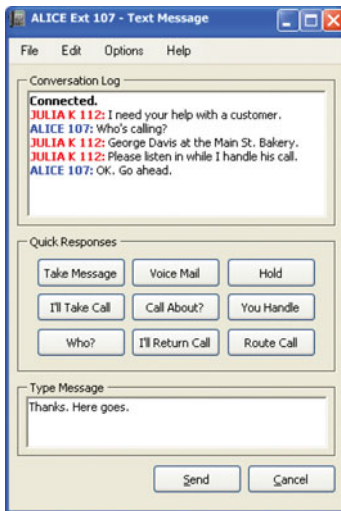 ALICE Ext 107 - Text Message
File Edit Options Help
Conversation Log
Connected.
JULIA K 112: I need your help with a customer.
ALICE 107: Who's calling?
JULIA K 112: George Davis at the Main St. Bakery.
JULIA K 112: Please listen in while I handle his call.
ALICE 107: OK. Go ahead.
Quick Responses
Take Message Voice Mail Hold
I'll Take Call Call About? You Handle
Who? I'll Return Call Route Call
Type Message
Thanks. Here goes.
Send Cancel